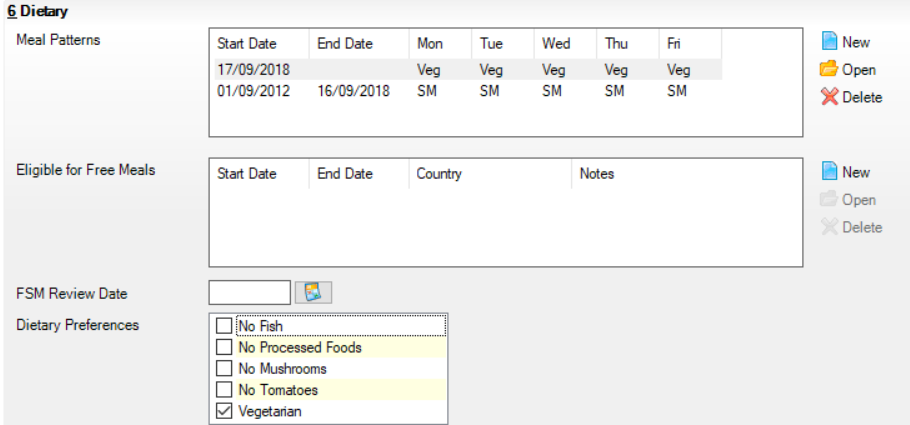 6 Dietary
Meal Patterns
Start Date End Date Mon Tue Wed Thu Fri
17/09/2018 Veg Veg Veg Veg Veg
01/09/2012 16/09/2018 SM SM SM SM SM
New
Open
Delete
Eligible for Free Meals
Start Date End Date Country Notes
New
Open
Delete
FSM Review Date
Dietary Preferences
No Fish
No Processed Foods
No Mushrooms
No Tomatoes
Vegetarian